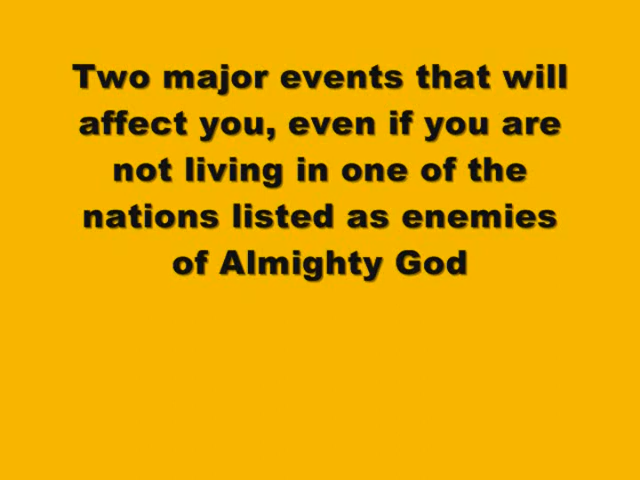 Two major events that will
affect you, even if you are
not living in one of the
nations listed as enemies
of Almighty God